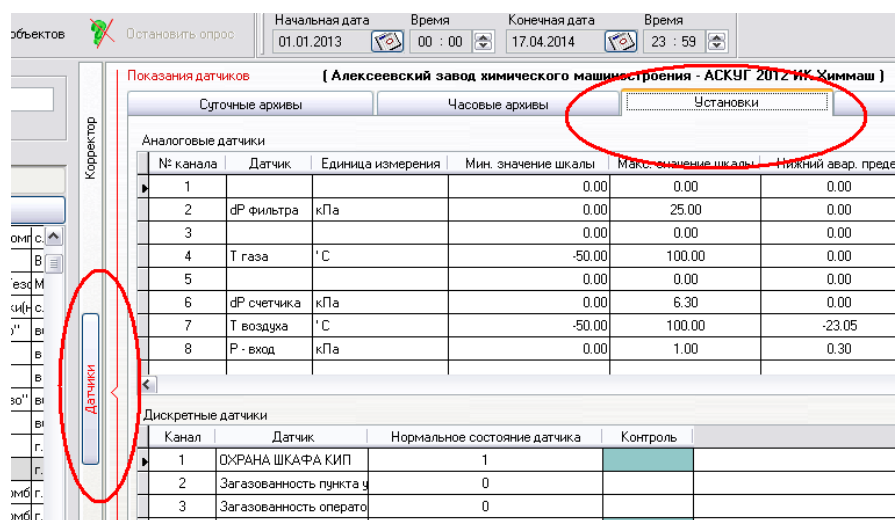 Начальная дата Время Конечная дата Время
объектов Остановить опрос 01.01.2013 00 : 00 17.04.2014 23 : 59
Показания датчиков ( Алексеевский завод химического машиностроения - АСКУГ 2012 ИК Химмаш )
Суточные архивы Часовые архивы Установки
Корректор
Датчики
Аналоговые датчики
№ канала Датчик Единица измерения Мин. значение шкалы Макс. значение шкалы Нижний авар. преде
1 0.00 0.00 0.00
2 dP фильтра кПа 0.00 25.00 0.00
3 0.00 0.00 0.00
4 T газа ' C -50.00 100.00 0.00
5 0.00 0.00 0.00
6 dP счетчика кПа 0.00 6.30 0.00
7 T воздуха ' C -50.00 100.00 -23.05
8 P - вход кПа 0.00 1.00 0.30
Дискретные датчики
Канал Датчик Нормальное состояние датчика Контроль
1 ОХРАНА ШКАФА КИП 1
2 Загазованность пункта у 0
3 Загазованность операто 0